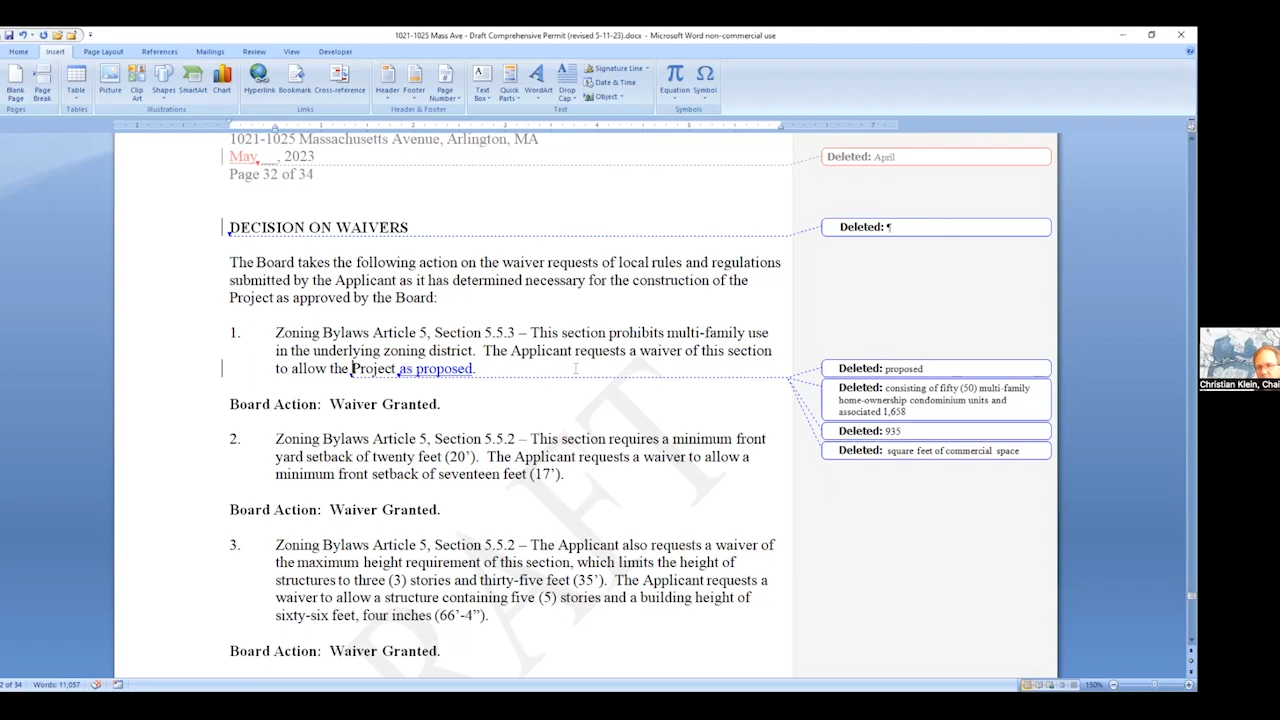 1021-1025 Mass Ave - Draft Comprehensive Permit (revised 5-11-23).docx - Microsoft Word non-commercial use
Home Insert Page Layout References Mailings Review View Developer
Blank Page Page Break Table Picture Clip Art Shapes SmartArt Chart Hyperlink Bookmark Cross-reference Header Footer Page Number Text Box Quick Parts WordArt Drop Cap Signature Line Date & Time Object Equation Symbol
Pages Tables Illustrations Links Header & Footer Text Symbols
1021-1025 Massachusetts Avenue, Arlington, MA
May ___, 2023
Deleted: April
Page 32 of 34
DECISION ON WAIVERS
Deleted: ¶
The Board takes the following action on the waiver requests of local rules and regulations
submitted by the Applicant as it has determined necessary for the construction of the
Project as approved by the Board:
1. Zoning Bylaws Article 5, Section 5.5.3 – This section prohibits multi-family use
in the underlying zoning district. The Applicant requests a waiver of this section
to allow the Project as proposed.
Deleted: proposed
Deleted: consisting of fifty (50) multi-family
home-ownership condominium units and
associated 1,658
Deleted: 935
Deleted: square feet of commercial space
Board Action: Waiver Granted.
2. Zoning Bylaws Article 5, Section 5.5.2 – This section requires a minimum front
yard setback of twenty feet (20’). The Applicant requests a waiver to allow a
minimum front setback of seventeen feet (17’).
Board Action: Waiver Granted.
3. Zoning Bylaws Article 5, Section 5.5.2 – The Applicant also requests a waiver of
the maximum height requirement of this section, which limits the height of
structures to three (3) stories and thirty-five feet (35’). The Applicant requests a
waiver to allow a structure containing five (5) stories and a building height of
sixty-six feet, four inches (66’-4”).
Board Action: Waiver Granted.
DRAFT
Christian Klein, Chai
2 of 34 Words: 11,057 150%